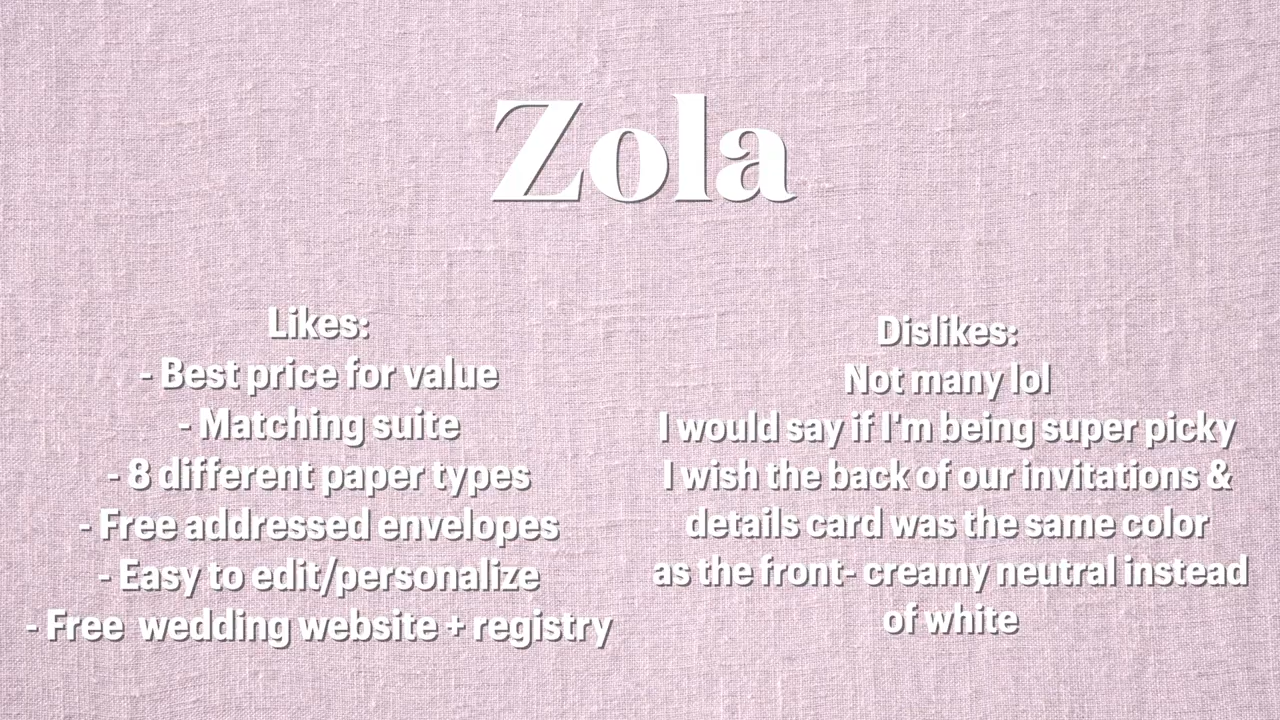 Zola
Likes:
- Best price for value
- Matching suite
- 8 different paper types
- Free addressed envelopes
- Easy to edit/personalize
- Free wedding website + registry
Dislikes:
Not many lol
I would say if I'm being super picky
I wish the back of our invitations &
details card was the same color
as the front- creamy neutral instead
of white